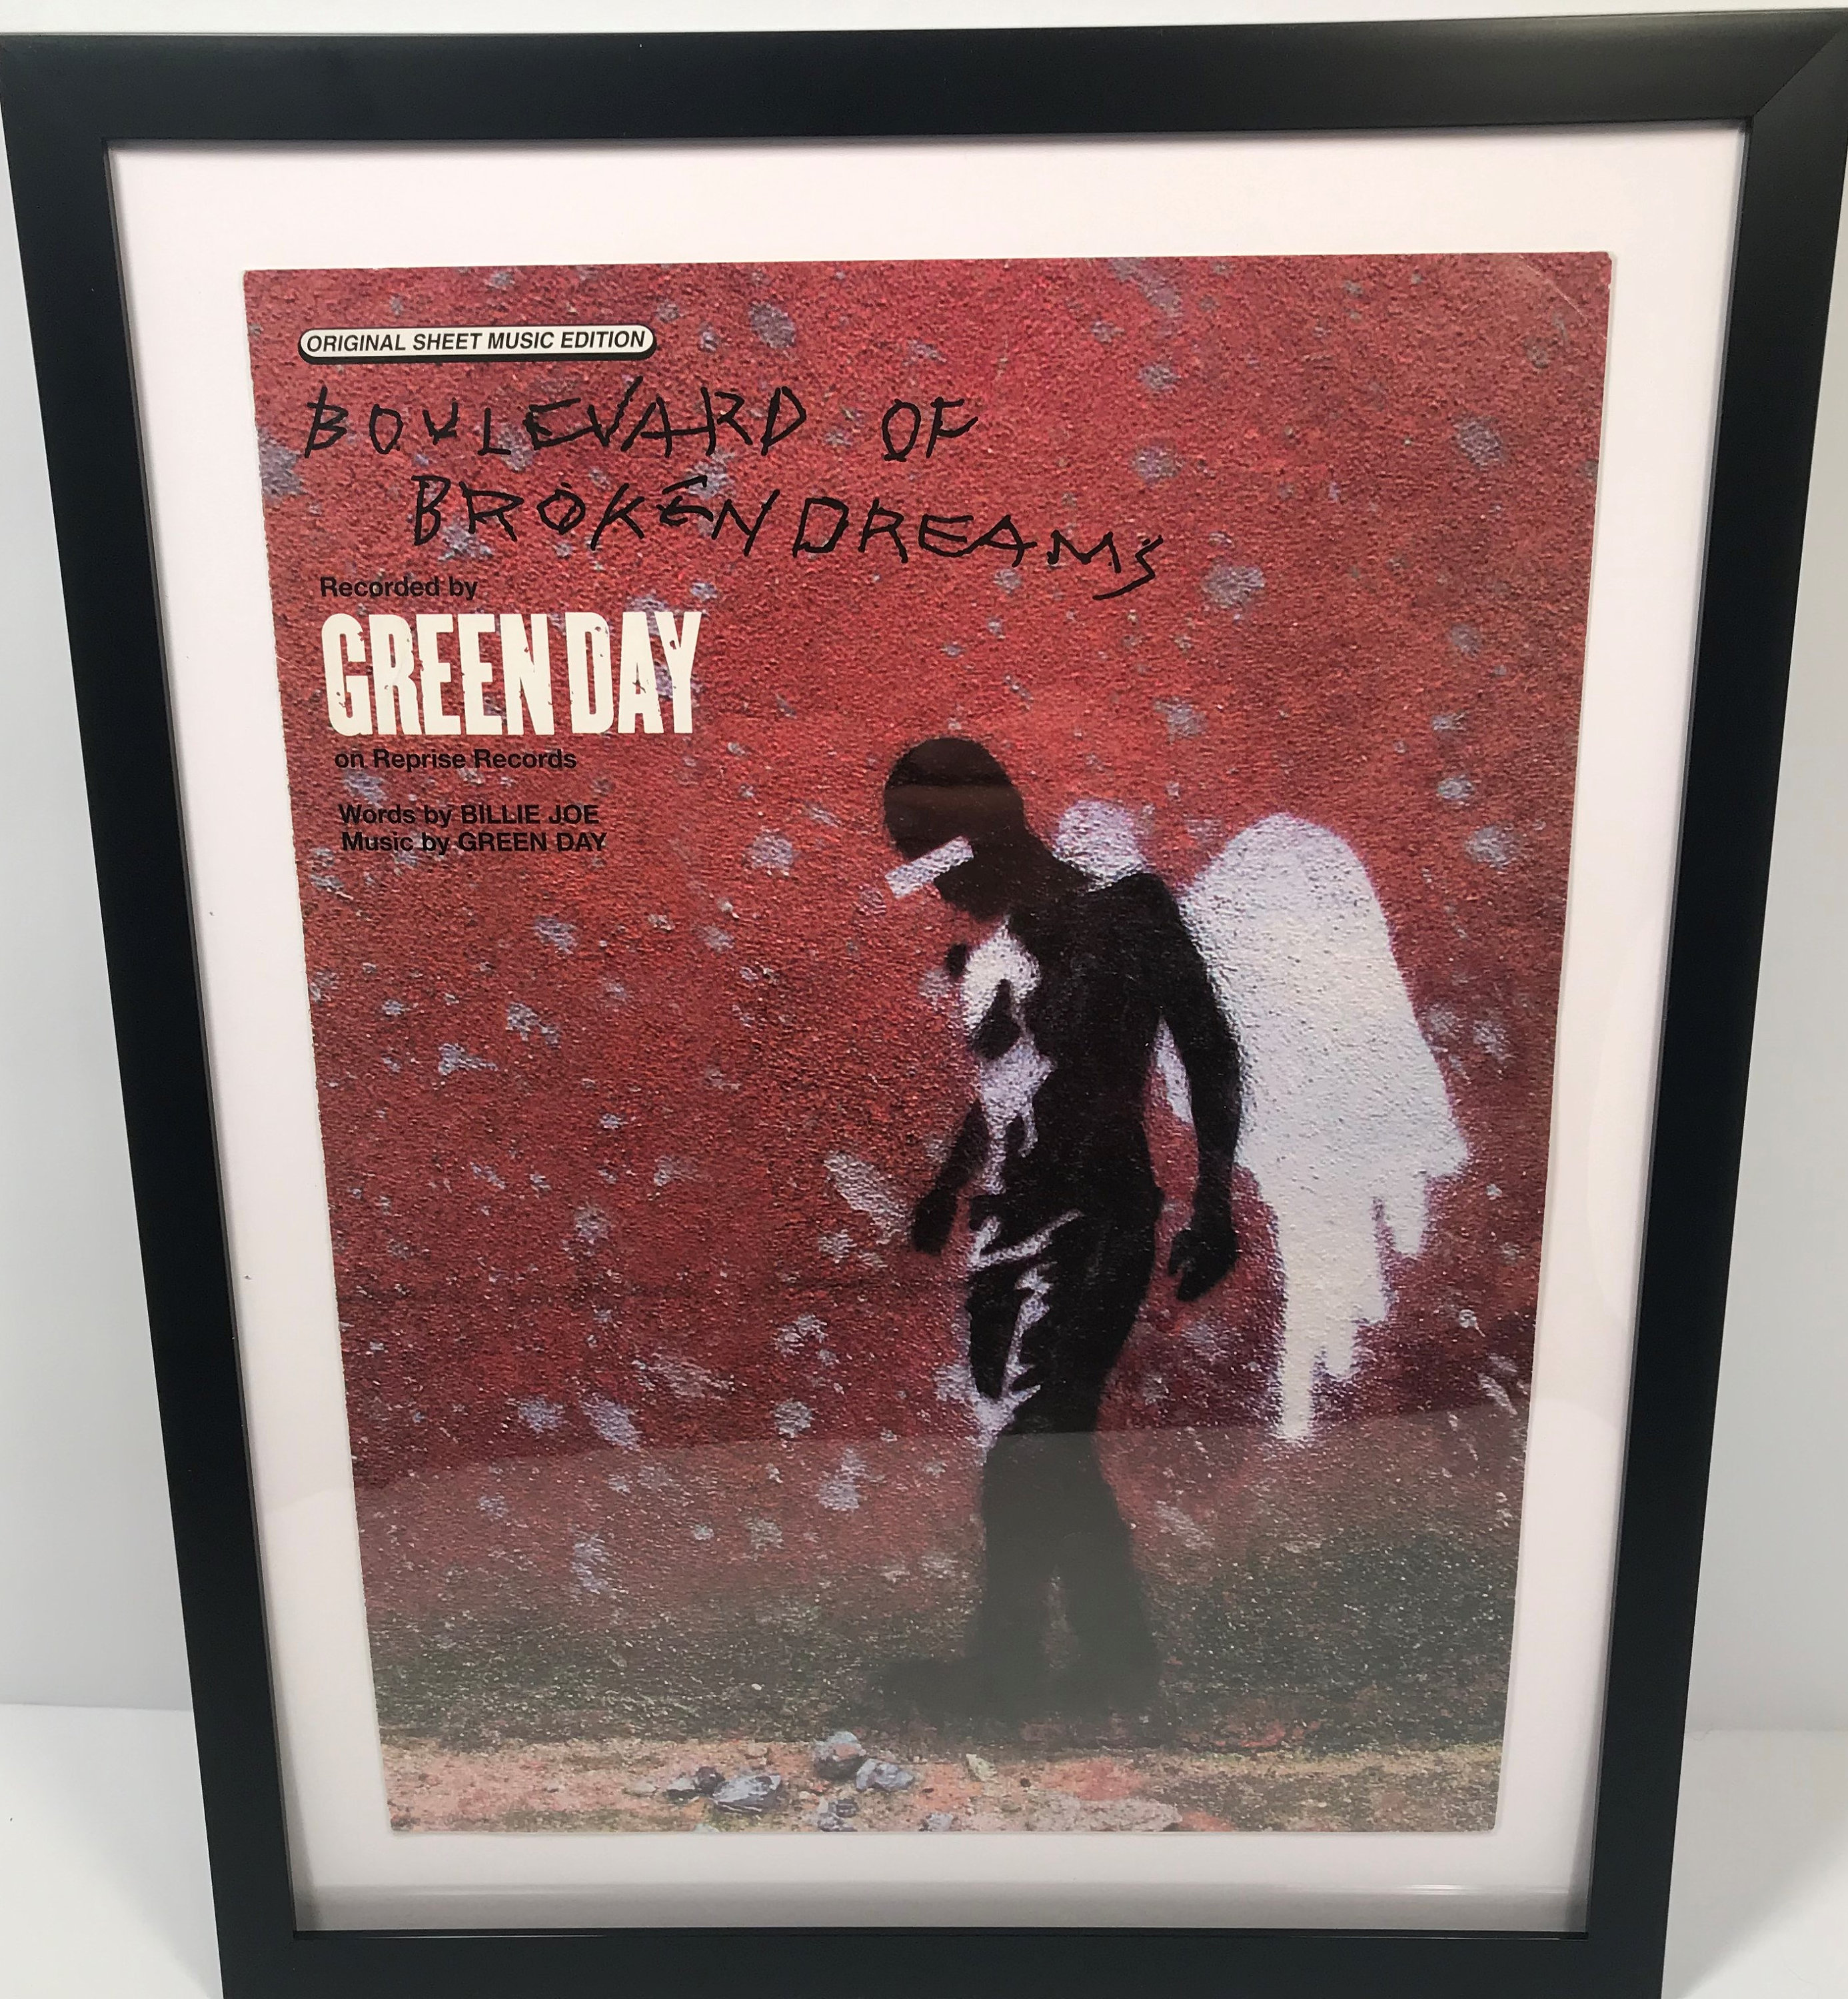 ORIGINAL SHEET MUSIC EDITION
BOULEVARD OF
BROKEN DREAMS
Recorded by
GREEN DAY
on Reprise Records
Words by BILLIE JOE
Music by GREEN DAY